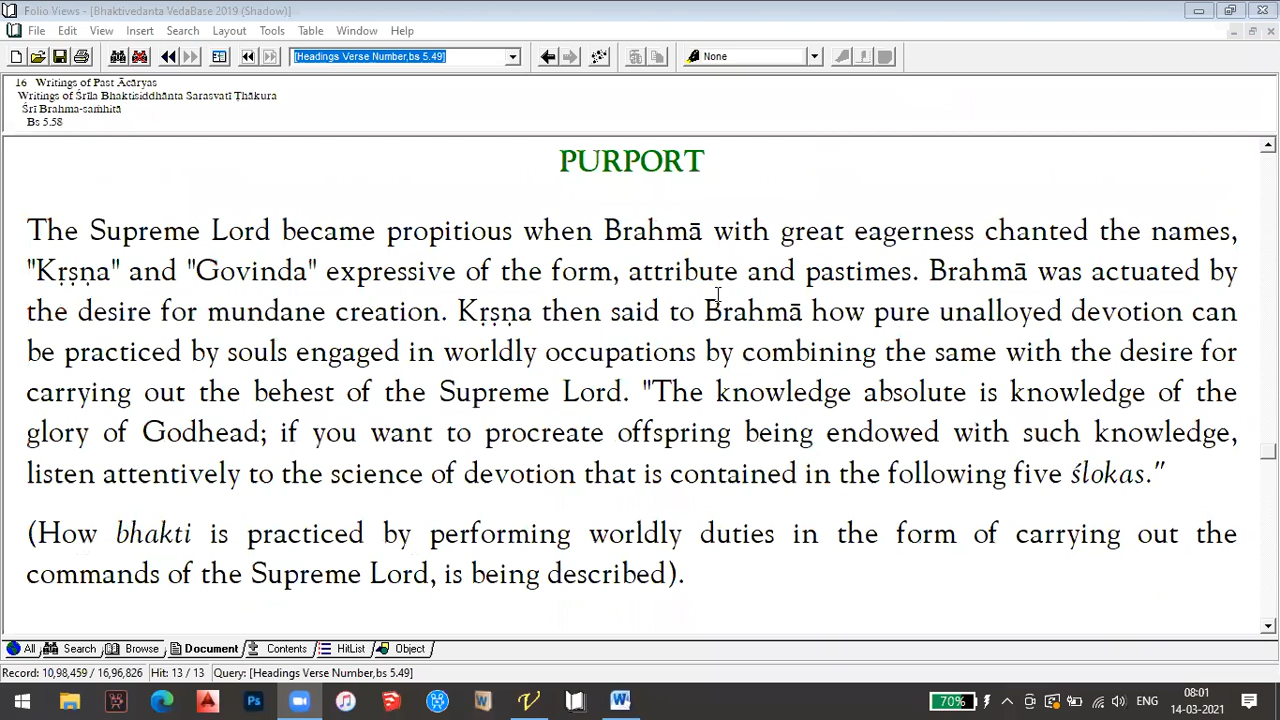 Folio Views - [Bhaktivedanta VedaBase 2019 (Shadow)]
File Edit View Insert Search Layout Tools Table Window Help
[Headings Verse Number,bs 5.49] None
16 Writings of Past Ācāryas
Writings of Śrīla Bhaktisiddhānta Sarasvatī Ṭhākura
Śrī Brahma-saṁhitā
Bs 5.58
PURPORT
The Supreme Lord became propitious when Brahmā with great eagerness chanted the names,
"Kṛṣṇa" and "Govinda" expressive of the form, attribute and pastimes. Brahmā was actuated by
the desire for mundane creation. Kṛṣṇa then said to Brahmā how pure unalloyed devotion can
be practiced by souls engaged in worldly occupations by combining the same with the desire for
carrying out the behest of the Supreme Lord. "The knowledge absolute is knowledge of the
glory of Godhead; if you want to procreate offspring being endowed with such knowledge,
listen attentively to the science of devotion that is contained in the following five ślokas."
(How bhakti is practiced by performing worldly duties in the form of carrying out the
commands of the Supreme Lord, is being described).
All Search Browse Document Contents HitList Object
Record: 10,98,459 / 16,96,826 Hit: 13 / 13 Query: [Headings Verse Number,bs 5.49]
70% ENG 08:01
14-03-2021